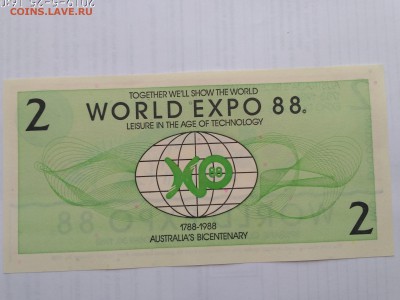 COINS.LAVE.RU
TOGETHER WE'LL SHOW THE WORLD
2 WORLD EXPO 88©
LEISURE IN THE AGE OF TECHNOLOGY
XPO
88
1788-1988
AUSTRALIA'S BICENTENARY
2